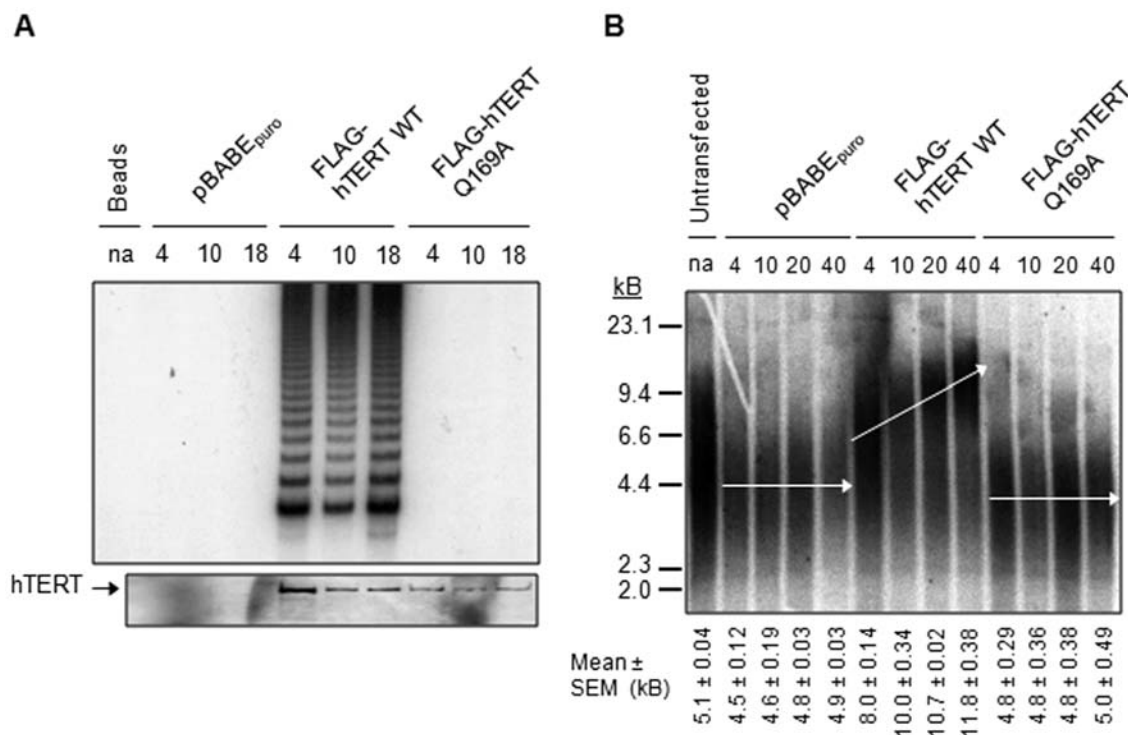 A
Beads
pBABEpuro
FLAG-
hTERT WT
FLAG-hTERT
Q169A
na 4 10 18 4 10 18 4 10 18
hTERT
B
Untransfected
pBABEpuro
FLAG-
hTERT WT
FLAG-hTERT
Q169A
na 4 10 20 40 4 10 20 40 4 10 20 40
kB
23.1
9.4
6.6
4.4
2.3
2.0
Mean ±
SEM (kB)
5.1 ± 0.04
4.5 ± 0.12
4.6 ± 0.19
4.8 ± 0.03
4.9 ± 0.03
8.0 ± 0.14
10.0 ± 0.34
10.7 ± 0.02
11.8 ± 0.38
4.8 ± 0.29
4.8 ± 0.36
4.8 ± 0.38
5.0 ± 0.49